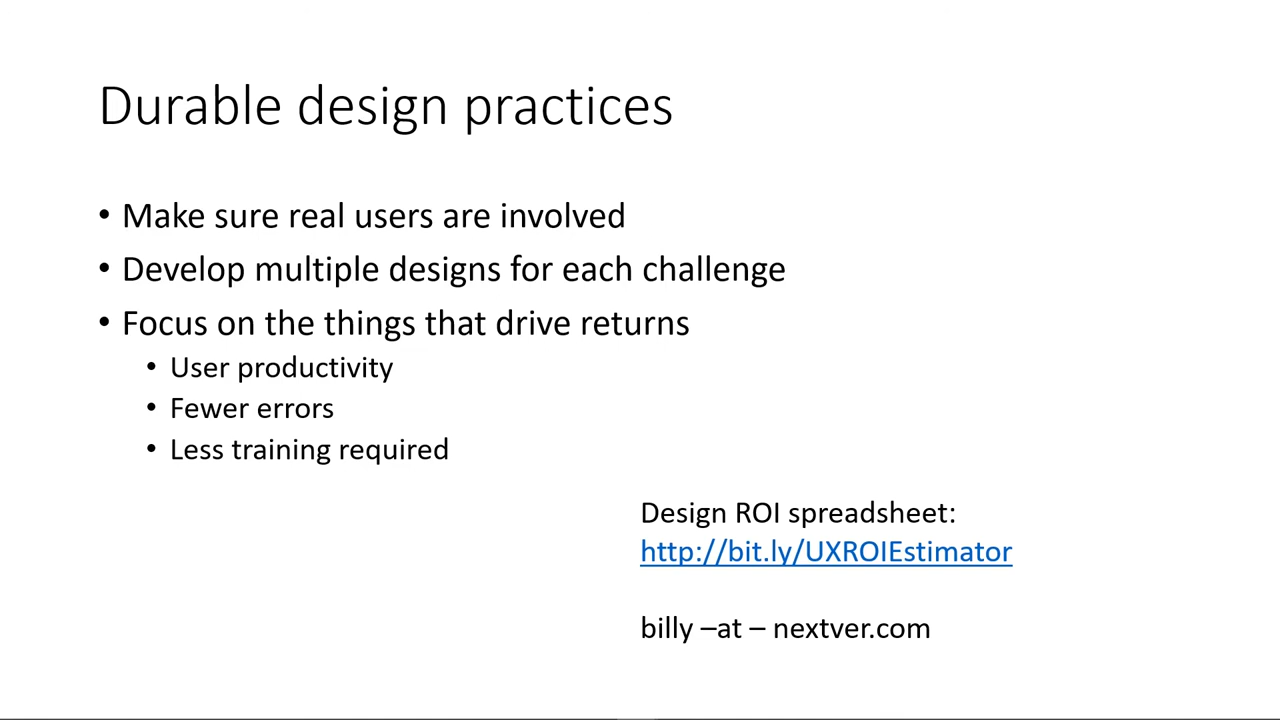 Durable design practices
• Make sure real users are involved
• Develop multiple designs for each challenge
• Focus on the things that drive returns
• User productivity
• Fewer errors
• Less training required
Design ROI spreadsheet:
http://bit.ly/UXROIEstimator
billy –at – nextver.com